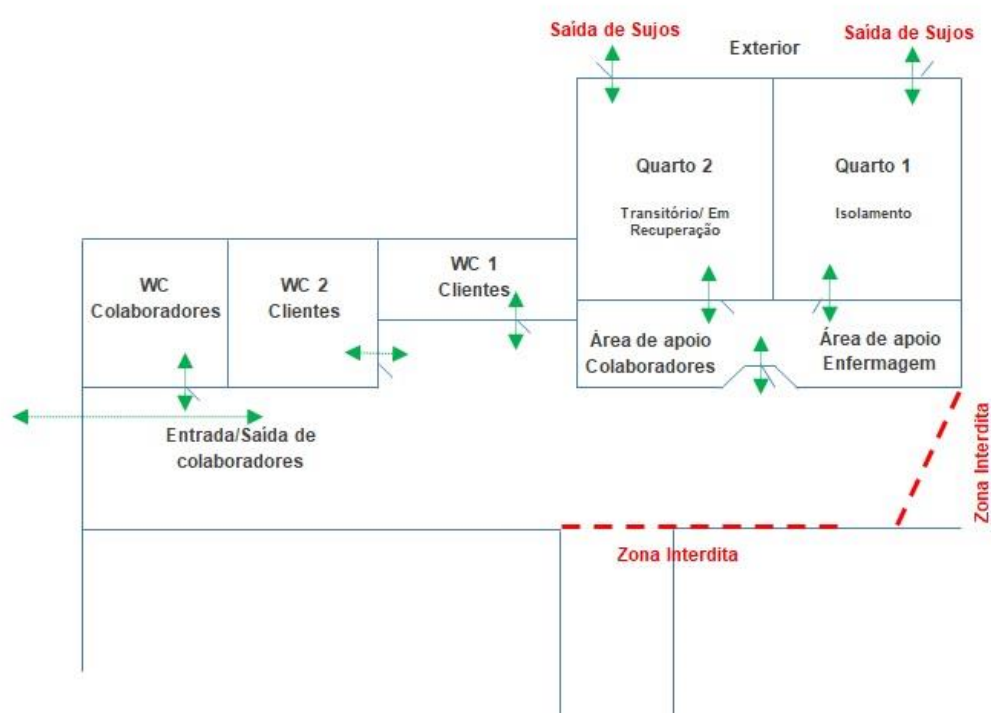 Saída de Sujos
Exterior
Saída de Sujos
Quarto 2
Transitório/ Em
Recuperação
Quarto 1
Isolamento
WC
Colaboradores
WC 2
Clientes
WC 1
Clientes
Área de apoio
Colaboradores
Área de apoio
Enfermagem
Entrada/Saída de
colaboradores
Zona Interdita
Zona Interdita